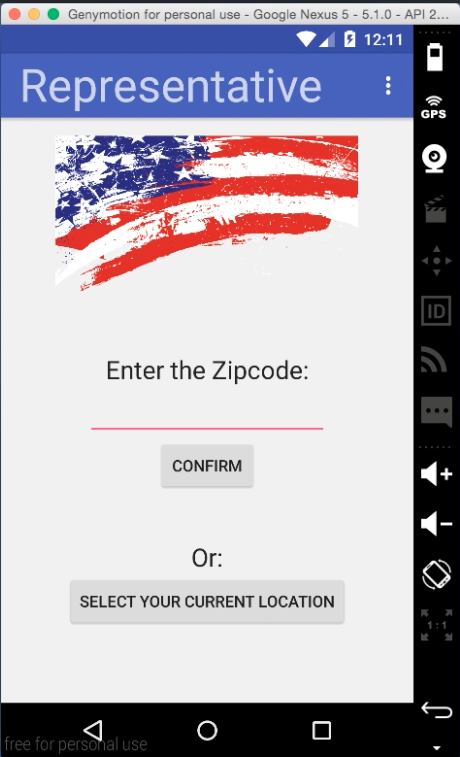 Genymotion for personal use - Google Nexus 5 - 5.1.0 - API 2...
12:11
Representative
GPS
ID
Enter the Zipcode:
CONFIRM
Or:
SELECT YOUR CURRENT LOCATION
1:1
free for personal use